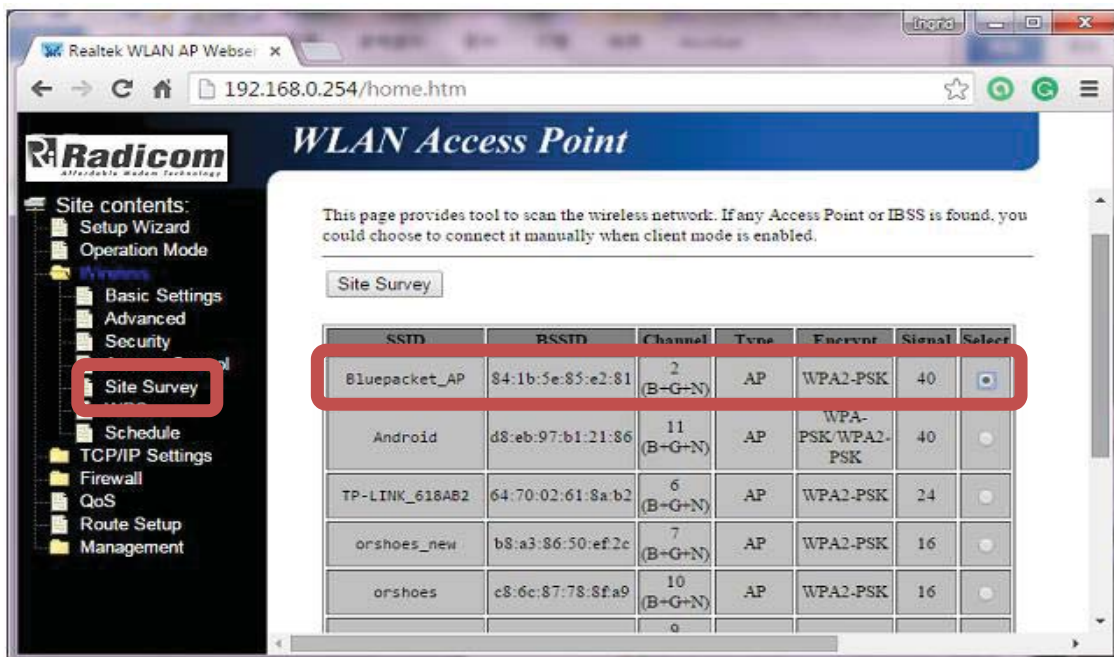 Ingrid
Realtek WLAN AP Webser
192.168.0.254/home.htm
Radicom
Affordable Modem Technology
WLAN Access Point
Site contents:
Setup Wizard
Operation Mode
Wireless
Basic Settings
Advanced
Security
Site Survey
Schedule
TCP/IP Settings
Firewall
QoS
Route Setup
Management
This page provides tool to scan the wireless network. If any Access Point or IBSS is found, you
could choose to connect it manually when client mode is enabled.
Site Survey
SSID BSSID Channel Type Encrypt Signal Select
Bluepacket_AP 84:1b:5e:85:e2:81 2 (B+G+N) AP WPA2-PSK 40
Android d8:eb:97:b1:21:86 11 (B+G+N) AP WPA-PSK/WPA2-PSK 40
TP-LINK_618AB2 64:70:02:61:8a:b2 6 (B+G+N) AP WPA2-PSK 24
orshoes_new b8:a3:86:50:ef:2c 7 (B+G+N) AP WPA2-PSK 16
orshoes c8:6c:87:78:8f:a9 10 (B+G+N) AP WPA2-PSK 16
9